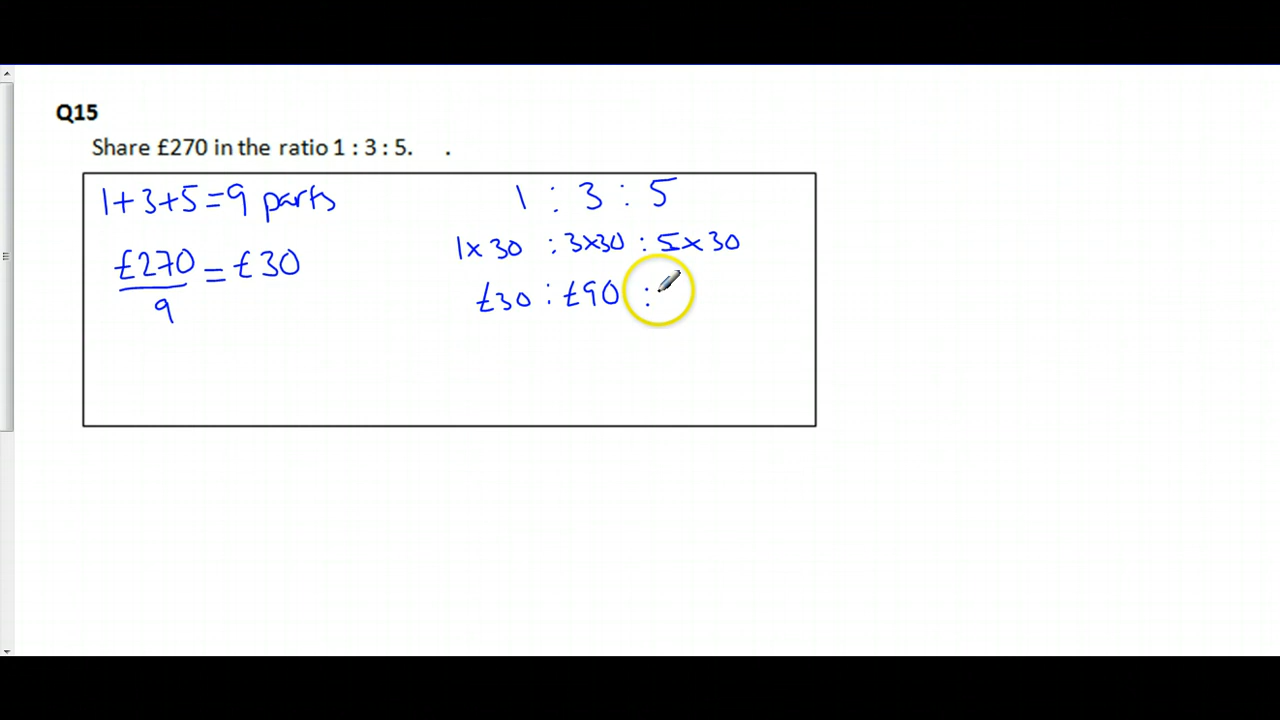 Q15
Share £270 in the ratio 1 : 3 : 5. .
1+3+5=9 parts
£270/9 = £30
1 : 3 : 5
1x30 : 3x30 : 5x30
£30 : £90 :